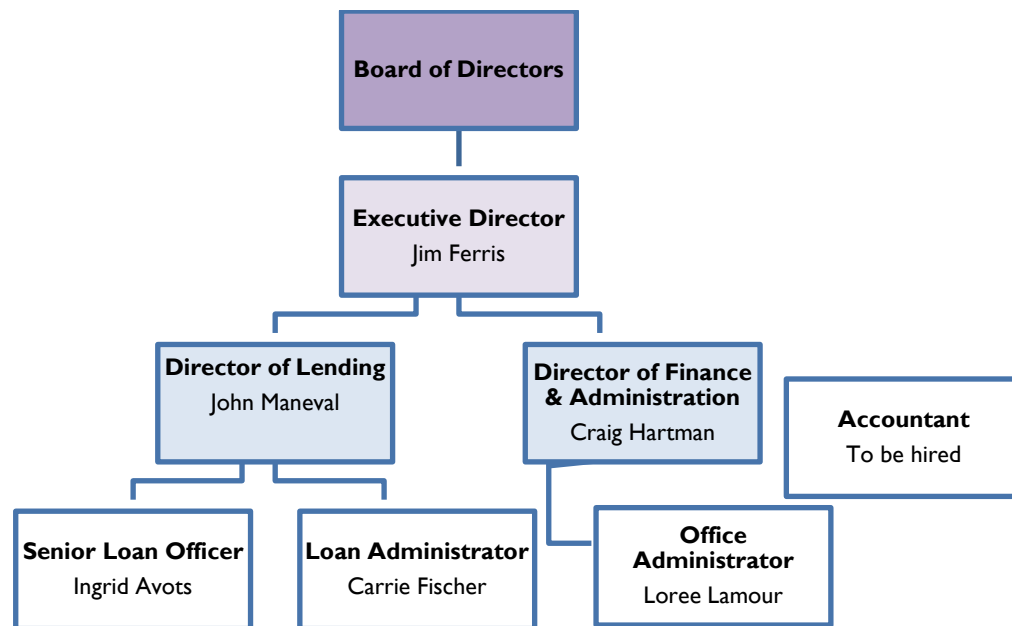 Board of Directors
Executive Director
Jim Ferris
Director of Lending
John Maneval
Director of Finance
& Administration
Craig Hartman
Accountant
To be hired
Senior Loan Officer
Ingrid Avots
Loan Administrator
Carrie Fischer
Office
Administrator
Loree Lamour